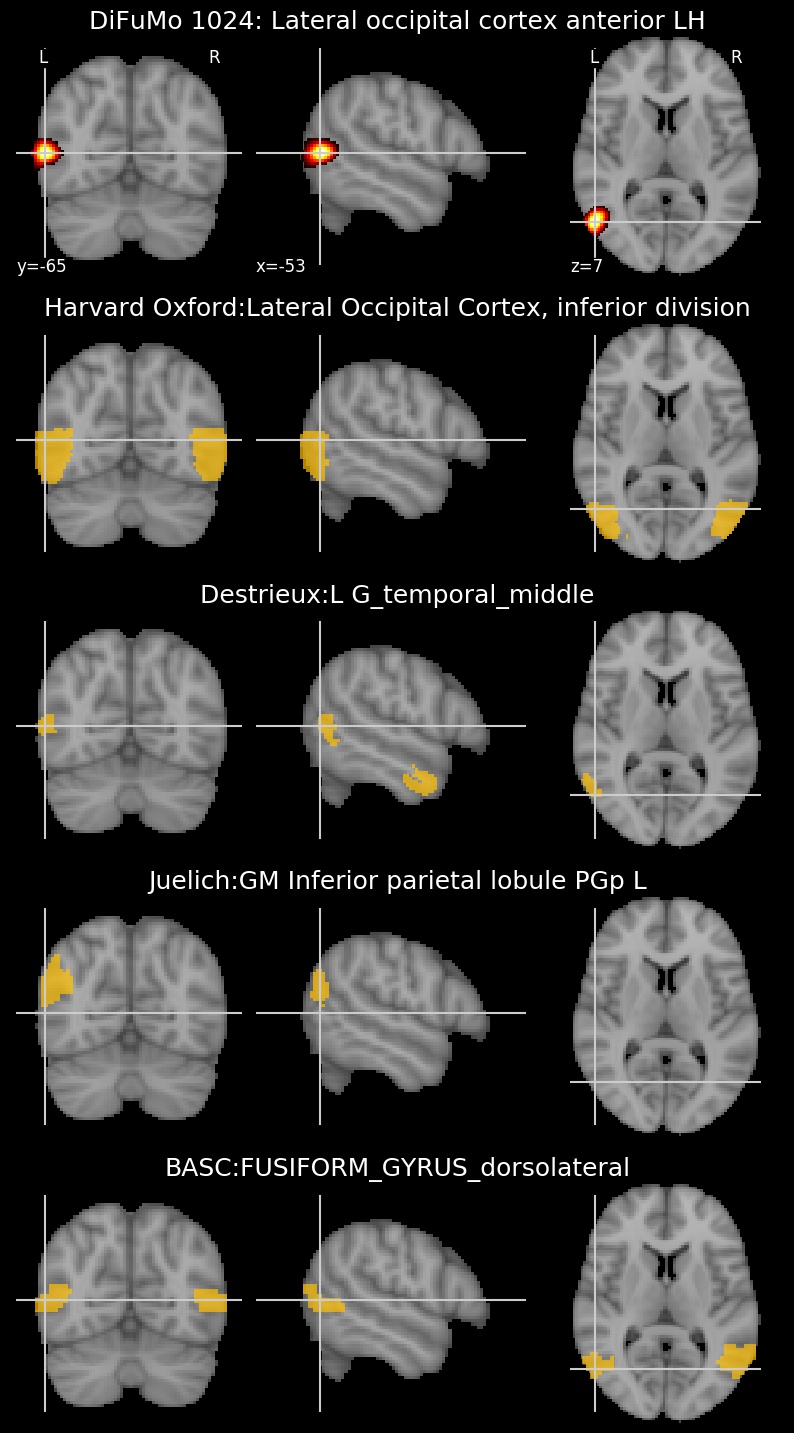 DiFuMo 1024: Lateral occipital cortex anterior LH
L R L R
y=-65 x=-53 z=7
Harvard Oxford:Lateral Occipital Cortex, inferior division
Destrieux:L G_temporal_middle
Juelich:GM Inferior parietal lobule PGp L
BASC:FUSIFORM_GYRUS_dorsolateral